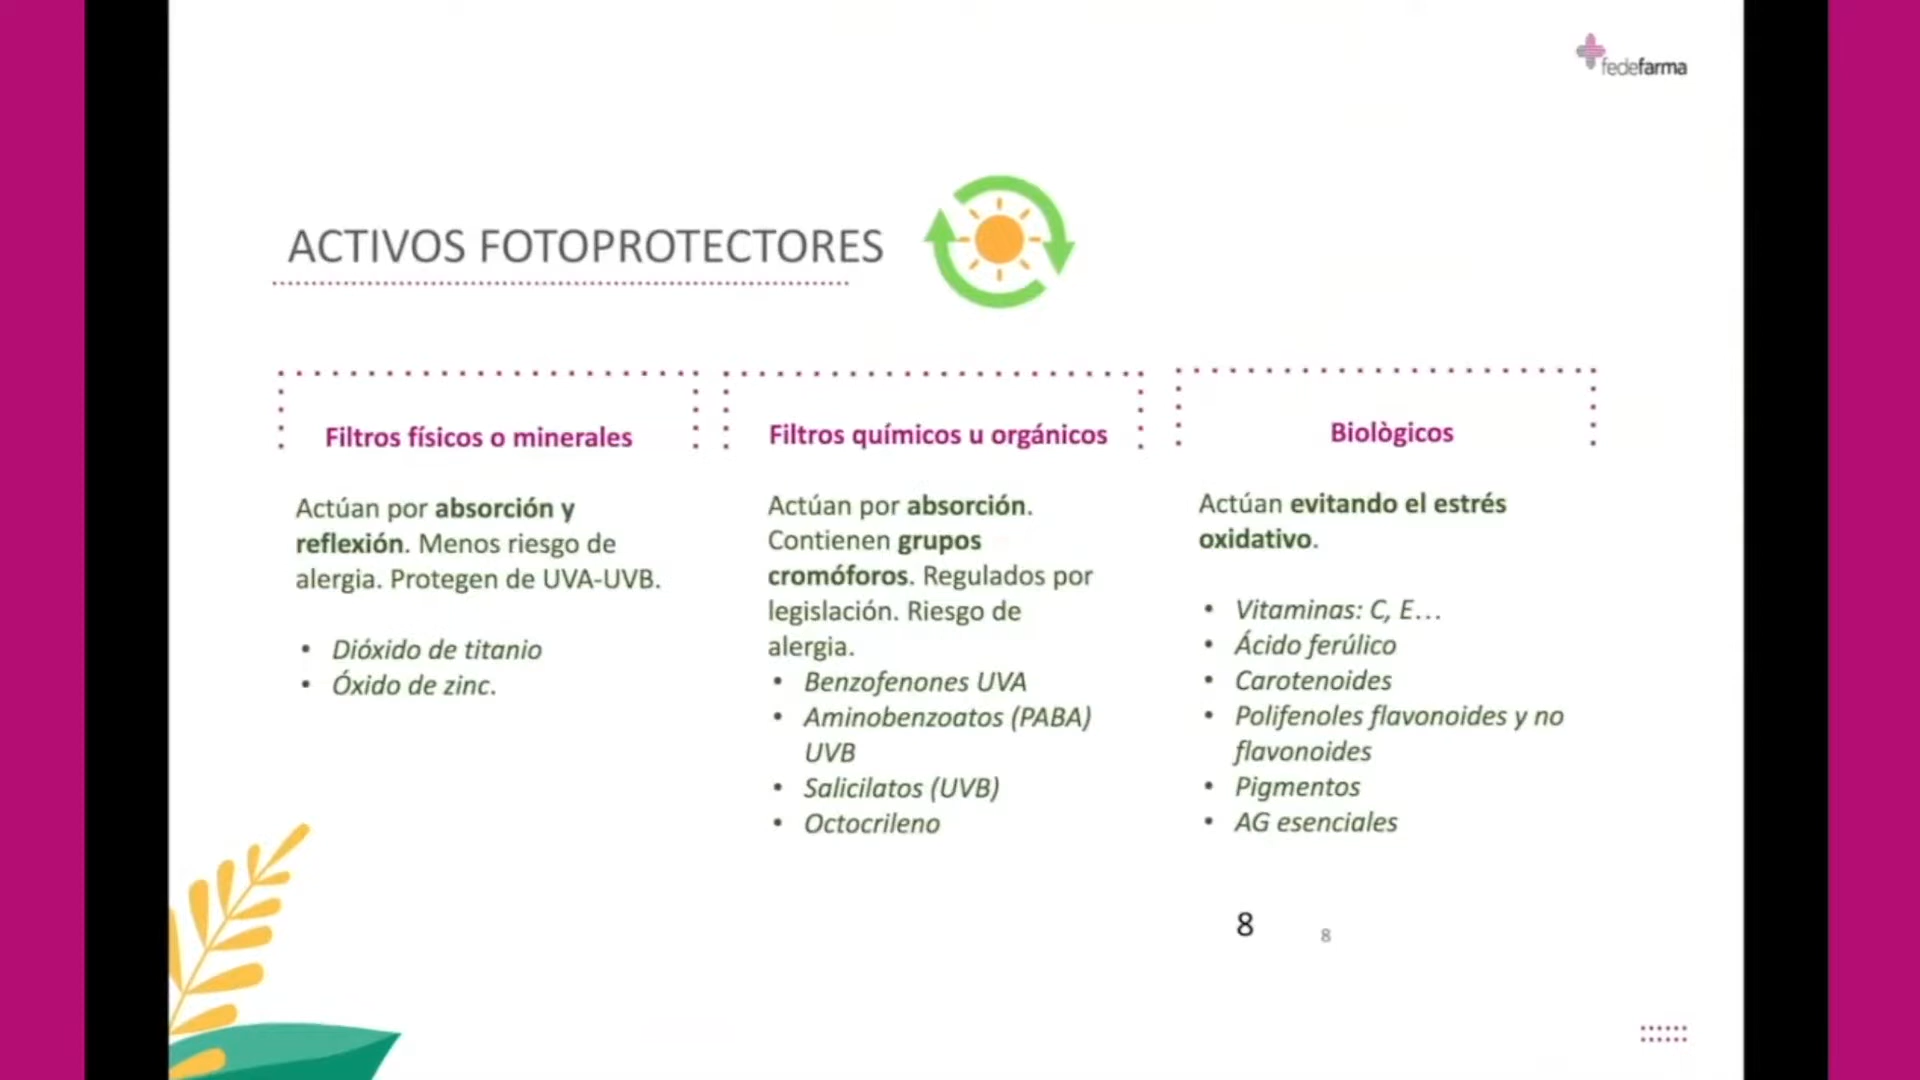 fedefarma
ACTIVOS FOTOPROTECTORES
Filtros físicos o minerales
Actúan por absorción y
reflexión. Menos riesgo de
alergia. Protegen de UVA-UVB.
• Dióxido de titanio
• Óxido de zinc.
Filtros químicos u orgánicos
Actúan por absorción.
Contienen grupos
cromóforos. Regulados por
legislación. Riesgo de
alergia.
• Benzofenones UVA
• Aminobenzoatos (PABA)
UVB
• Salicilatos (UVB)
• Octocrileno
Biològicos
Actúan evitando el estrés
oxidativo.
• Vitaminas: C, E...
• Ácido ferúlico
• Carotenoides
• Polifenoles flavonoides y no
flavonoides
• Pigmentos
• AG esenciales
8
8